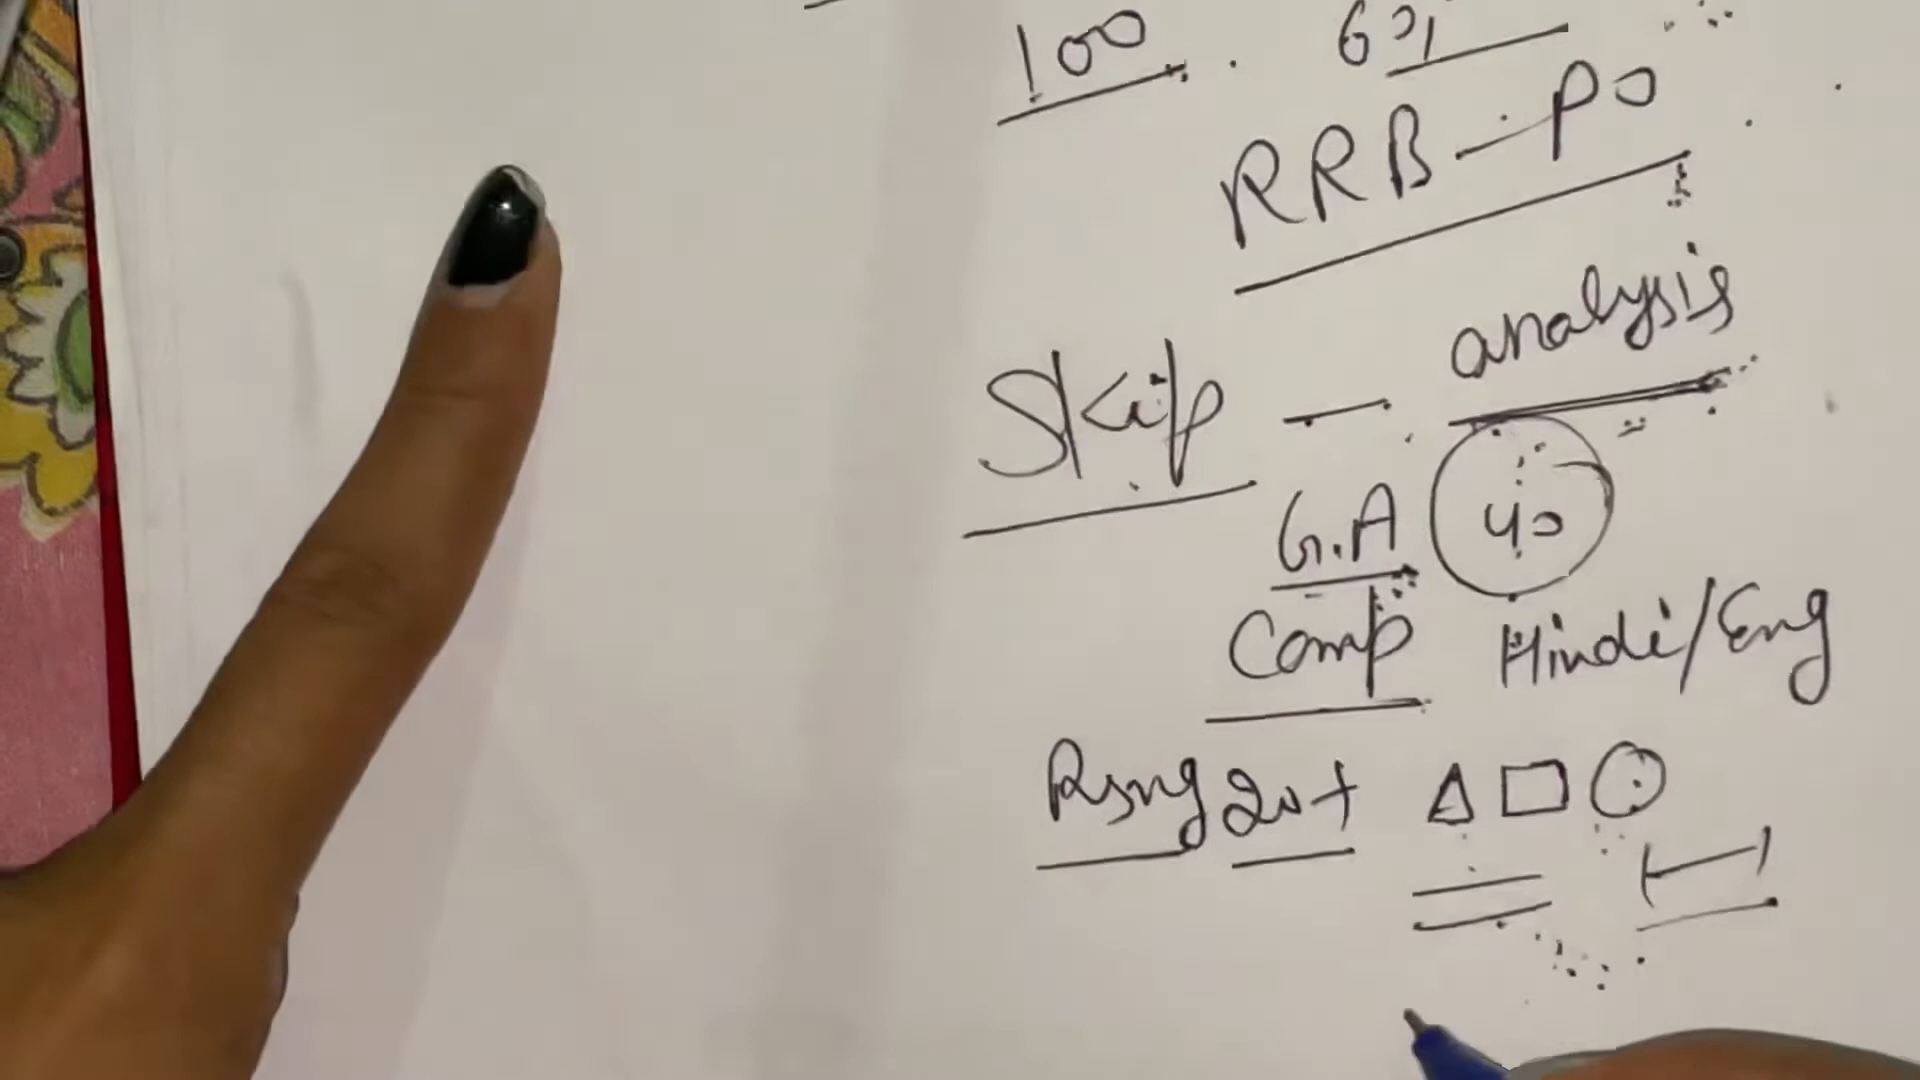 100 60,
RRB - PO
Skip - analysis
G.A 40
Comp Hindi/Eng
Rsng 20+